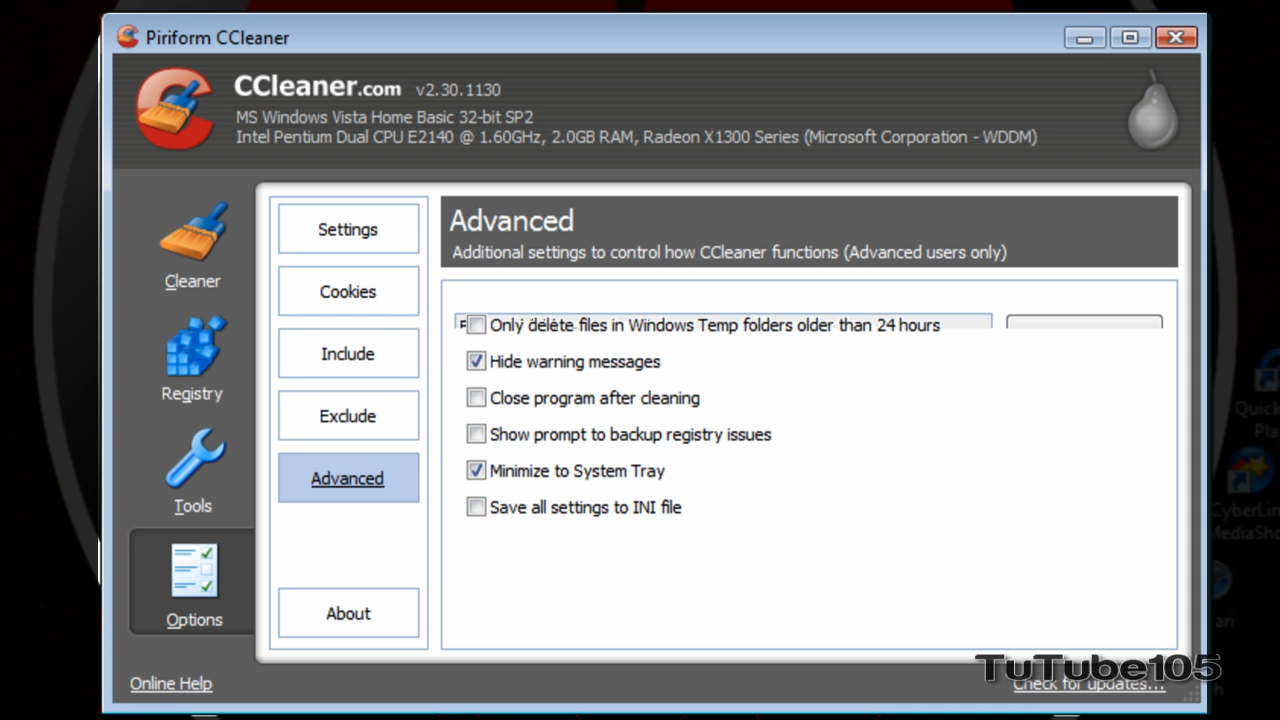 Piriform CCleaner
CCleaner.com v2.30.1130
MS Windows Vista Home Basic 32-bit SP2
Intel Pentium Dual CPU E2140 @ 1.60GHz, 2.0GB RAM, Radeon X1300 Series (Microsoft Corporation - WDDM)
Cleaner
Registry
Tools
Options
Settings
Cookies
Include
Exclude
Advanced
About
Advanced
Additional settings to control how CCleaner functions (Advanced users only)
Only delete files in Windows Temp folders older than 24 hours
Hide warning messages
Close program after cleaning
Show prompt to backup registry issues
Minimize to System Tray
Save all settings to INI file
Online Help
Check for updates...
TuTube105